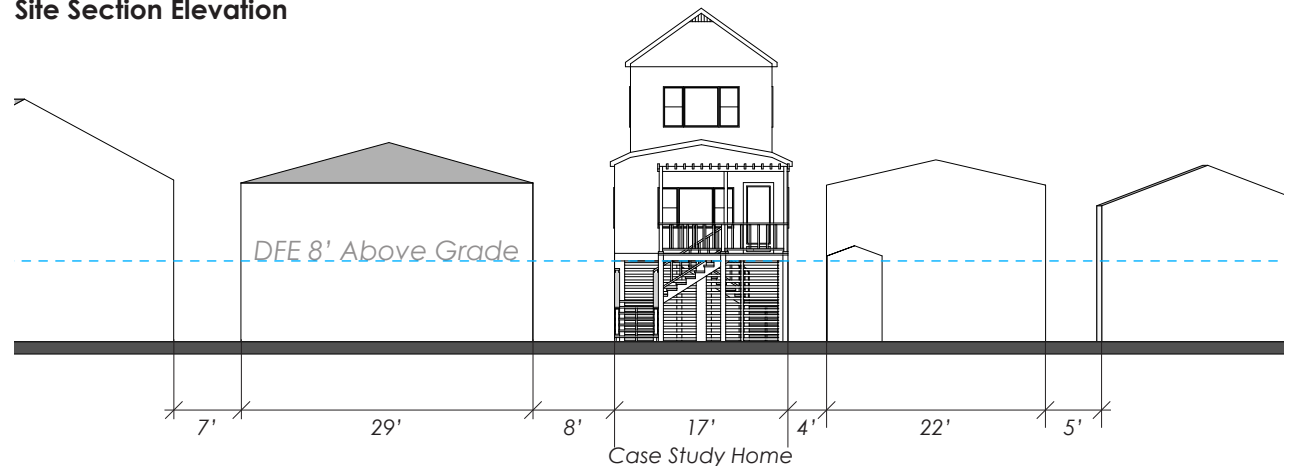 Site Section Elevation
DFE 8’ Above Grade
7’ 29’ 8’ 17’ 4’ 22’ 5’
Case Study Home